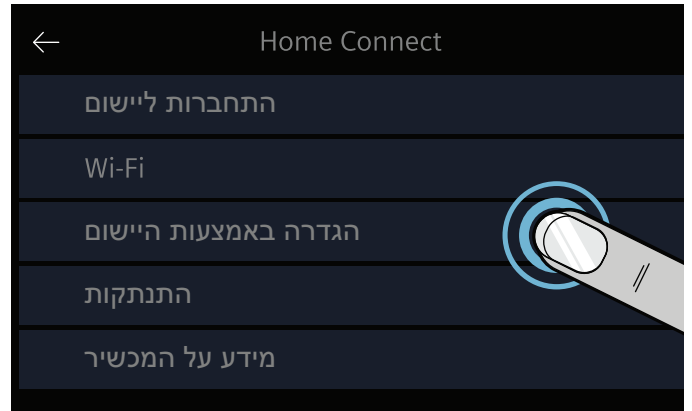 Home Connect
התחברות ליישום
Wi-Fi
הגדרה באמצעות היישום
התנתקות
מידע על המכשיר